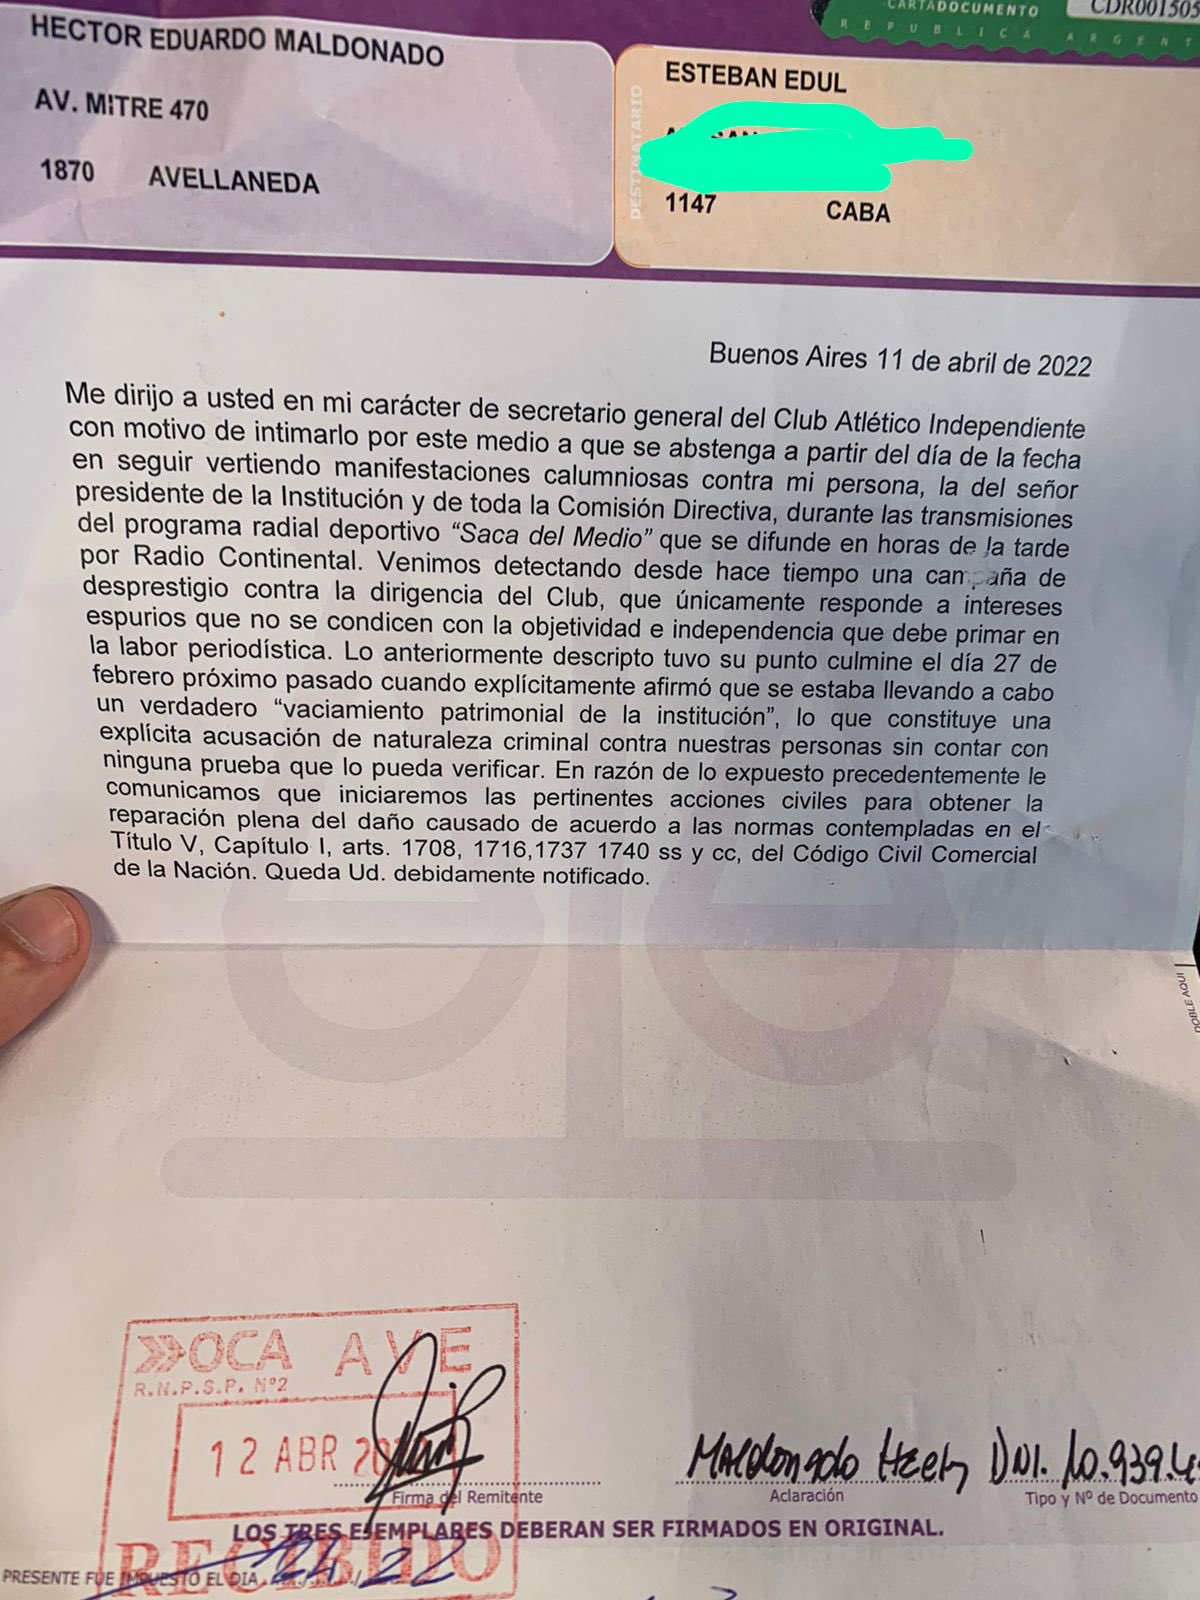 CARTADOCUMENTO
CDR001505
REPUBLICA ARGENT
HECTOR EDUARDO MALDONADO
AV. MITRE 470
1870 AVELLANEDA
DESTINATARIO
ESTEBAN EDUL
1147 CABA
Buenos Aires 11 de abril de 2022
Me dirijo a usted en mi carácter de secretario general del Club Atlético Independiente
con motivo de intimarlo por este medio a que se abstenga a partir del día de la fecha
en seguir vertiendo manifestaciones calumniosas contra mi persona, la del señor
presidente de la Institución y de toda la Comisión Directiva, durante las transmisiones
del programa radial deportivo “Saca del Medio” que se difunde en horas de la tarde
por Radio Continental. Venimos detectando desde hace tiempo una campaña de
desprestigio contra la dirigencia del Club, que únicamente responde a intereses
espurios que no se condicen con la objetividad e independencia que debe primar en
la labor periodística. Lo anteriormente descripto tuvo su punto culmine el día 27 de
febrero próximo pasado cuando explícitamente afirmó que se estaba llevando a cabo
un verdadero “vaciamiento patrimonial de la institución”, lo que constituye una
explícita acusación de naturaleza criminal contra nuestras personas sin contar con
ninguna prueba que lo pueda verificar. En razón de lo expuesto precedentemente le
comunicamos que iniciaremos las pertinentes acciones civiles para obtener la
reparación plena del daño causado de acuerdo a las normas contempladas en el
Título V, Capítulo I, arts. 1708, 1716,1737 1740 ss y cc, del Código Civil Comercial
de la Nación. Queda Ud. debidamente notificado.
DOBLE AQUI
OCA AVE
R.N.P.S.P. Nº2
12 ABR
RECIBIDO
Maldonado Hector DNI. 10.939.4
Firma del Remitente
Aclaración
Tipo y Nº de Documento
LOS TRES EJEMPLARES DEBERAN SER FIRMADOS EN ORIGINAL.
PRESENTE FUE IMPUESTO EL DIA